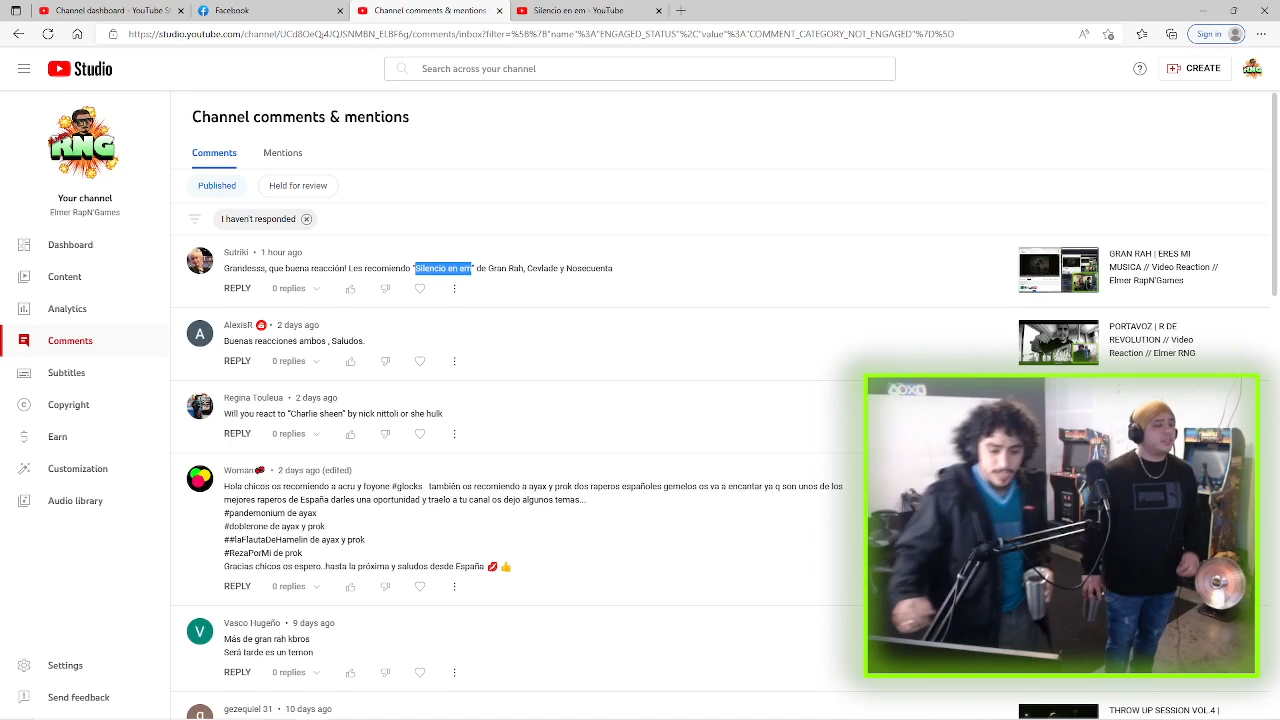 Channel dashboard - YouTube St
Facebook
Channel comments & mentions
Silencio en em - YouTube
https://studio.youtube.com/channel/UCd8OeQj4JQJSNMBN_ELBF6g/comments/inbox?filter=%5B%7B"name"%3A"ENGAGED_STATUS"%2C"value"%3A"COMMENT_CATEGORY_NOT_ENGAGED"%7D%5D
Sign in
Studio
Search across your channel
CREATE
RNG
Your channel
Elmer RapN'Games
Dashboard
Content
Analytics
Comments
Subtitles
Copyright
Earn
Customization
Audio library
Settings
Send feedback
Channel comments & mentions
Comments
Mentions
Published
Held for review
I haven't responded
Sutriki • 1 hour ago
Grandesss, que buena reacción! Les recomiendo "Silencio en em" de Gran Rah, Cevlade y Nosecuenta
REPLY 0 replies
GRAN RAH | ERES MI
MUSICA // Video Reaction //
Elmer RapN'Games
AlexisR • 2 days ago
Buenas reacciones ambos , saludos.
REPLY 0 replies
PORTAVOZ | R DE
REVOLUTION // Video
Reaction // Elmer RNG
Regina Touleua • 2 days ago
Will you react to "Charlie sheen" by nick nittoli or she hulk
REPLY 0 replies
Woman • 2 days ago (edited)
Hola chicos os recomiendo a acru y foyone #glocks también os recomiendo a ayax y prok dos raperos españoles gemelos os va a encantar ya q son unos de los
mejores raperos de España darles una oportunidad y traelo a tu canal os dejo algunos temas...
#pandemonium de ayax
#doblerone de ayax y prok
##laFlautaDeHamelin de ayax y prok
#RezaPorMi de prok
Gracias chicos os espero..hasta la próxima y saludos desde España
REPLY 0 replies
Vasco Hugeño • 9 days ago
Más de gran rah kbros
Será tarde es un temon
REPLY 0 replies
gezequiel 31 • 10 days ago
THROW UP SESSION VOL.4 |
PUMA